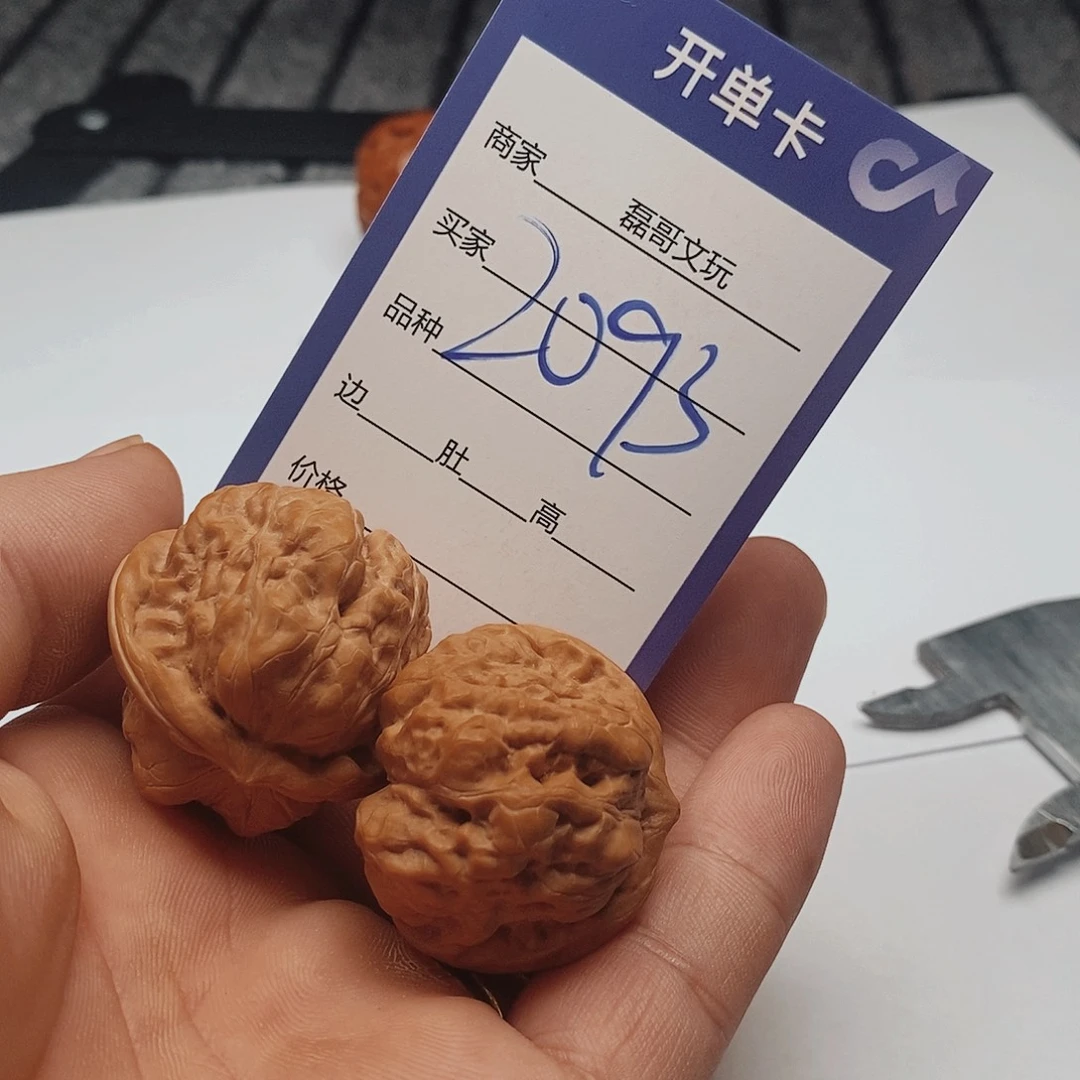 开单卡
商家 磊哥文玩
买家
2093
品种
边 肚 高
价格